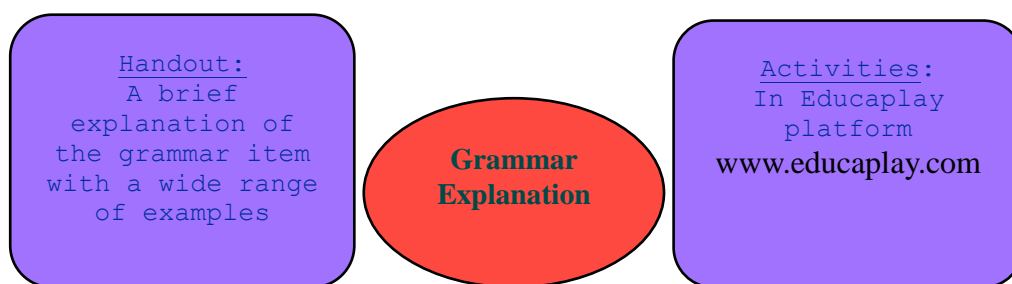 Handout:
A brief
explanation of
the grammar item
with a wide range
of examples
Grammar
Explanation
Activities:
In Educaplay
platform
www.educaplay.com